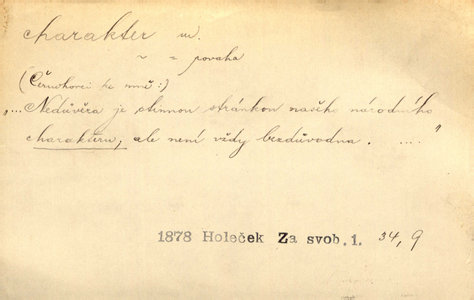 charakter m.
~ = povaha
(Černohorci ke mně:)
„... Nedůvěra je stinnou stránkou našeho národního
charakteru, ale není vždy bezdůvodna. ...."
1878 Holeček Za svob. 1. 34, 9